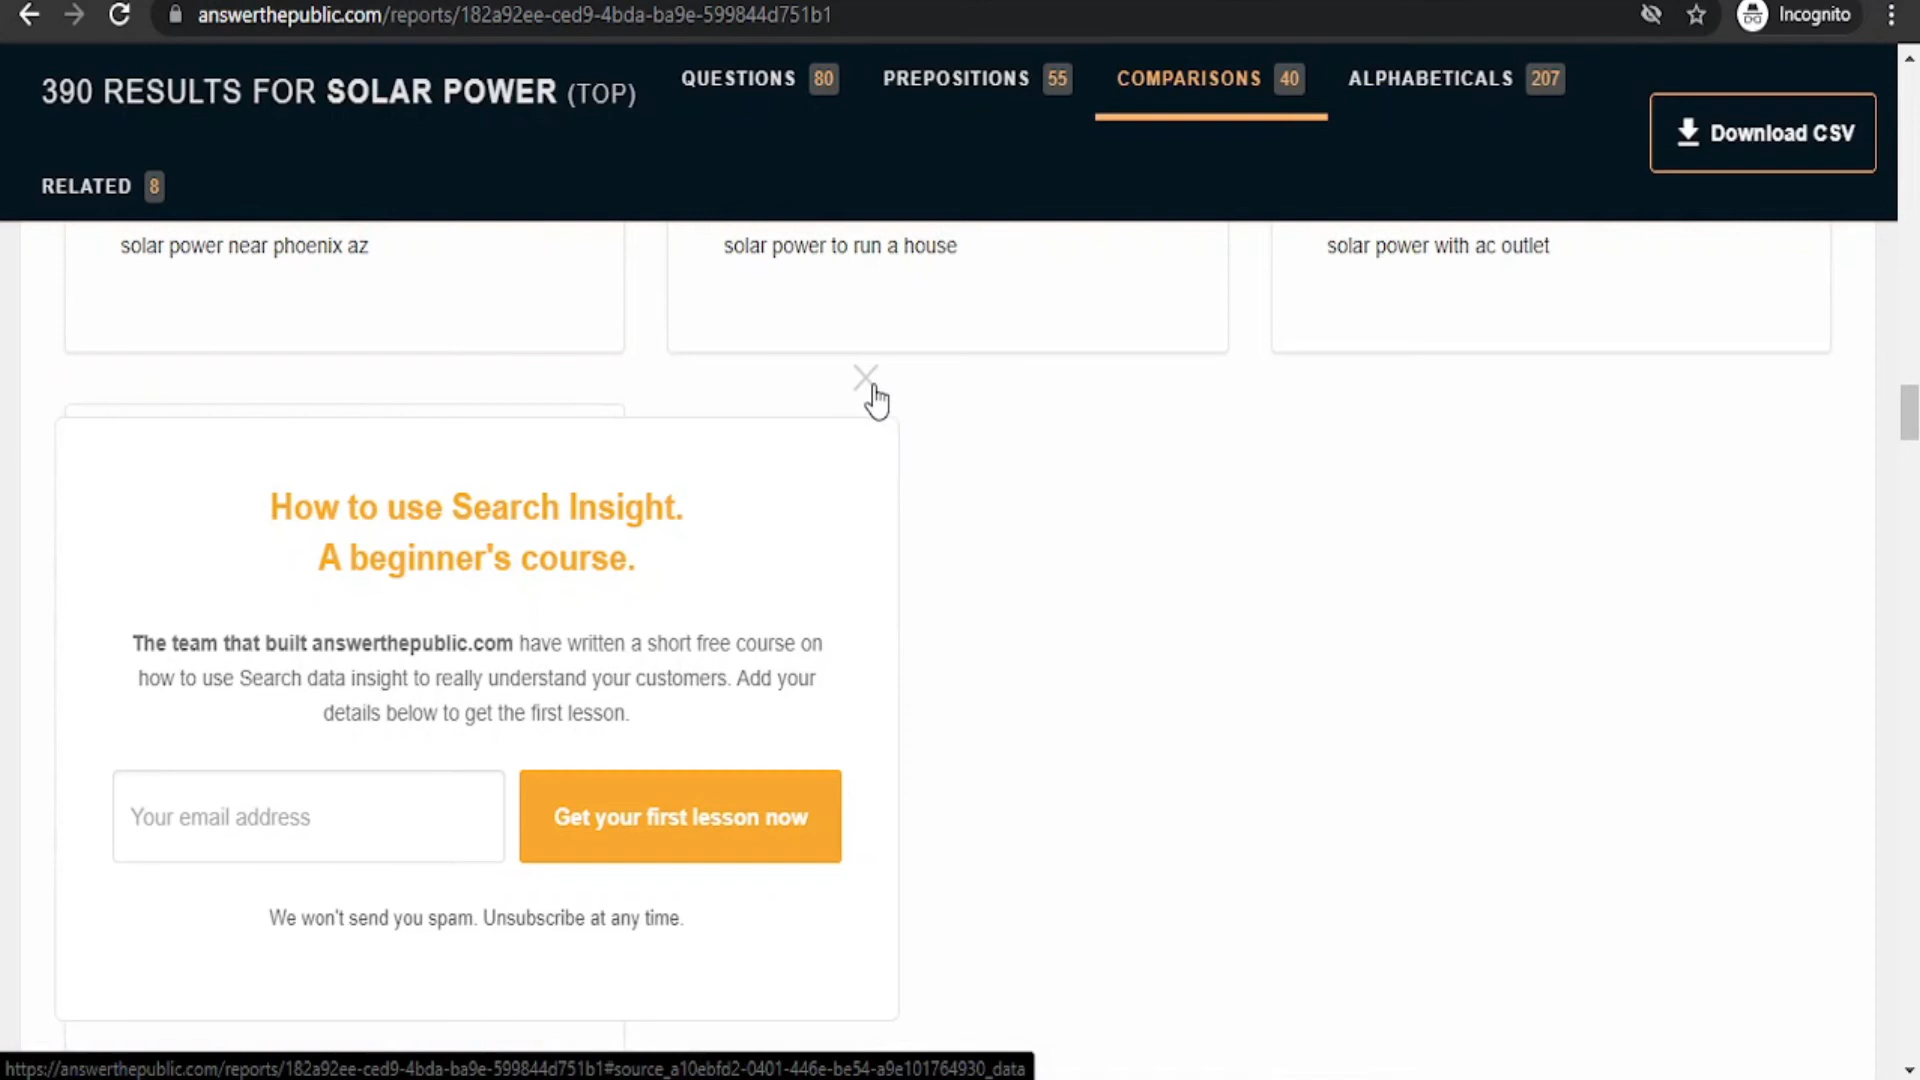 answerthepublic.com/reports/182a92ee-ced9-4bda-ba9e-599844d751b1
Incognito
390 RESULTS FOR SOLAR POWER (TOP)
QUESTIONS 80
PREPOSITIONS 55
COMPARISONS 40
ALPHABETICALS 207
Download CSV
RELATED 8
solar power near phoenix az
solar power to run a house
solar power with ac outlet
How to use Search Insight.
A beginner's course.
The team that built answerthepublic.com have written a short free course on
how to use Search data insight to really understand your customers. Add your
details below to get the first lesson.
Your email address
Get your first lesson now
We won't send you spam. Unsubscribe at any time.
https://answerthepublic.com/reports/182a92ee-ced9-4bda-ba9e-599844d751b1#source_a10ebfd2-0401-446e-be54-a9e101764930_data